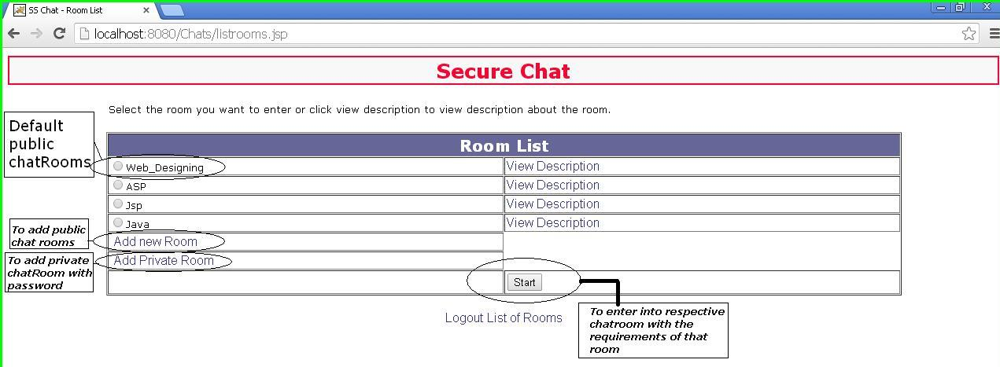 SS Chat - Room List
localhost:8080/Chats/listrooms.jsp
Secure Chat
Select the room you want to enter or click view description to view description about the room.
Default
public
chatRooms
Room List
Web_Designing View Description
ASP View Description
Jsp View Description
Java View Description
To add public
chat rooms
Add new Room
To add private
chatRoom with
password
Add Private Room
Start
Logout List of Rooms
To enter into respective
chatroom with the
requirements of that
room